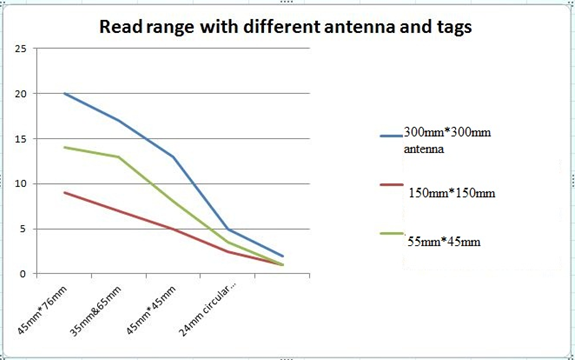 Read range with different antenna and tags
25
20
15
10
5
0
45mm*76mm
35mm&65mm
45mm*45mm
24mm circular...
300mm*300mm
antenna
150mm*150mm
55mm*45mm